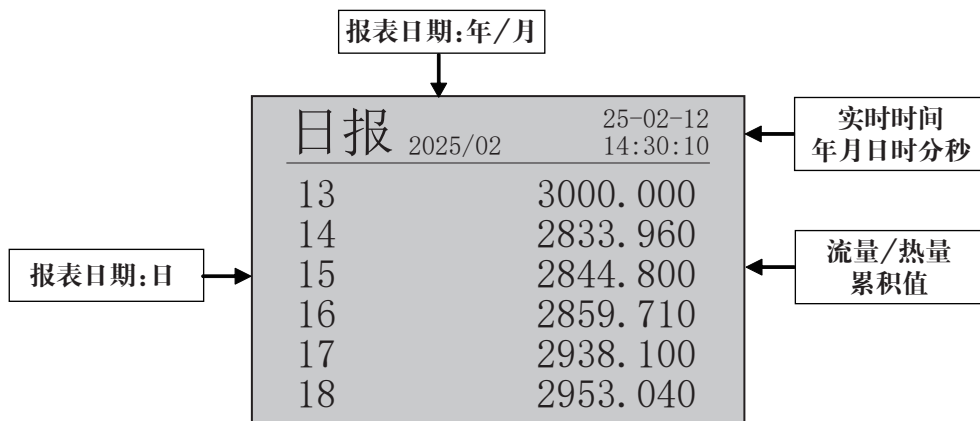 报表日期:年/月
日报 2025/02
25-02-12
14:30:10
实时时间
年月日时分秒
13 3000.000
14 2833.960
15 2844.800
16 2859.710
17 2938.100
18 2953.040
报表日期:日
流量/热量
累积值